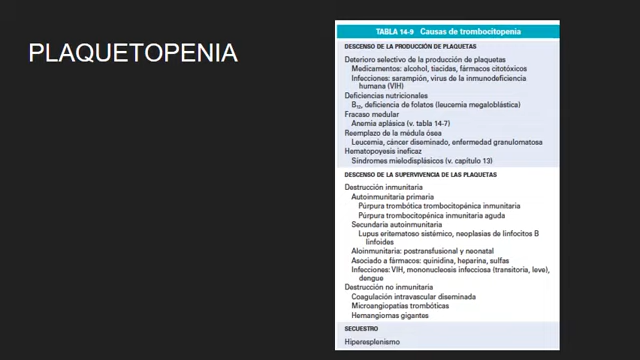 PLAQUETOPENIA
TABLA 14-9 Causas de trombocitopenia
DESCENSO DE LA PRODUCCIÓN DE PLAQUETAS
Deterioro selectivo de la producción de plaquetas
Medicamentos: alcohol, tiacidas, fármacos citotóxicos
Infecciones: sarampión, virus de la inmunodeficiencia
humana (VIH)
Deficiencias nutricionales
B12, deficiencia de folatos (leucemia megaloblástica)
Fracaso medular
Anemia aplásica (v. tabla 14-7)
Reemplazo de la médula ósea
Leucemia, cáncer diseminado, enfermedad granulomatosa
Hematopoyesis ineficaz
Síndromes mielodisplásicos (v. capítulo 13)
DESCENSO DE LA SUPERVIVENCIA DE LAS PLAQUETAS
Destrucción inmunitaria
Autoinmunitaria primaria
Púrpura trombótica trombocitopénica inmunitaria
Púrpura trombocitopénica inmunitaria aguda
Secundaria autoinmunitaria
Lupus eritematoso sistémico, neoplasias de linfocitos B
linfoides
Aloinmunitaria: postransfusional y neonatal
Asociado a fármacos: quinidina, heparina, sulfas
Infecciones: VIH, mononucleosis infecciosa (transitoria, leve),
dengue
Destrucción no inmunitaria
Coagulación intravascular diseminada
Microangiopatías trombóticas
Hemangiomas gigantes
SECUESTRO
Hiperesplenismo